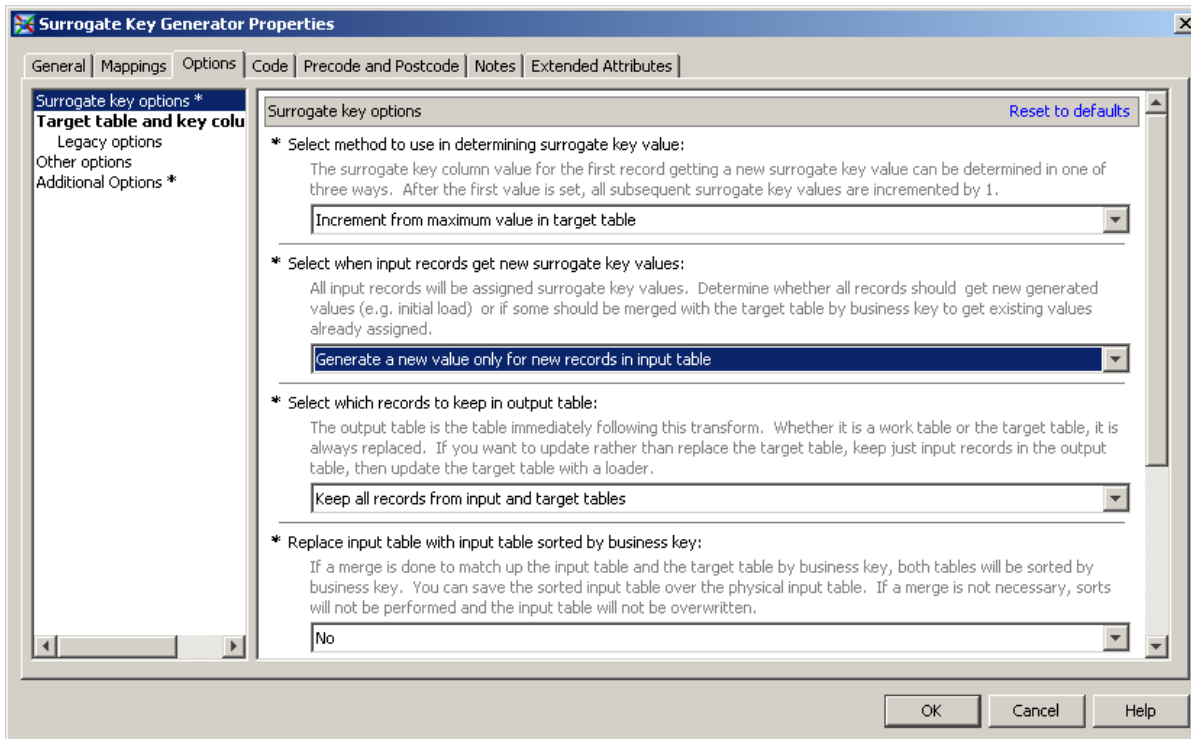 Surrogate Key Generator Properties
General Mappings Options Code Precode and Postcode Notes Extended Attributes
Surrogate key options *
Target table and key colu
Legacy options
Other options
Additional Options *
Surrogate key options Reset to defaults
* Select method to use in determining surrogate key value:
The surrogate key column value for the first record getting a new surrogate key value can be determined in one of
three ways. After the first value is set, all subsequent surrogate key values are incremented by 1.
Increment from maximum value in target table
* Select when input records get new surrogate key values:
All input records will be assigned surrogate key values. Determine whether all records should get new generated
values (e.g. initial load) or if some should be merged with the target table by business key to get existing values
already assigned.
Generate a new value only for new records in input table
* Select which records to keep in output table:
The output table is the table immediately following this transform. Whether it is a work table or the target table, it is
always replaced. If you want to update rather than replace the target table, keep just input records in the output
table, then update the target table with a loader.
Keep all records from input and target tables
* Replace input table with input table sorted by business key:
If a merge is done to match up the input table and the target table by business key, both tables will be sorted by
business key. You can save the sorted input table over the physical input table. If a merge is not necessary, sorts
will not be performed and the input table will not be overwritten.
No
OK Cancel Help